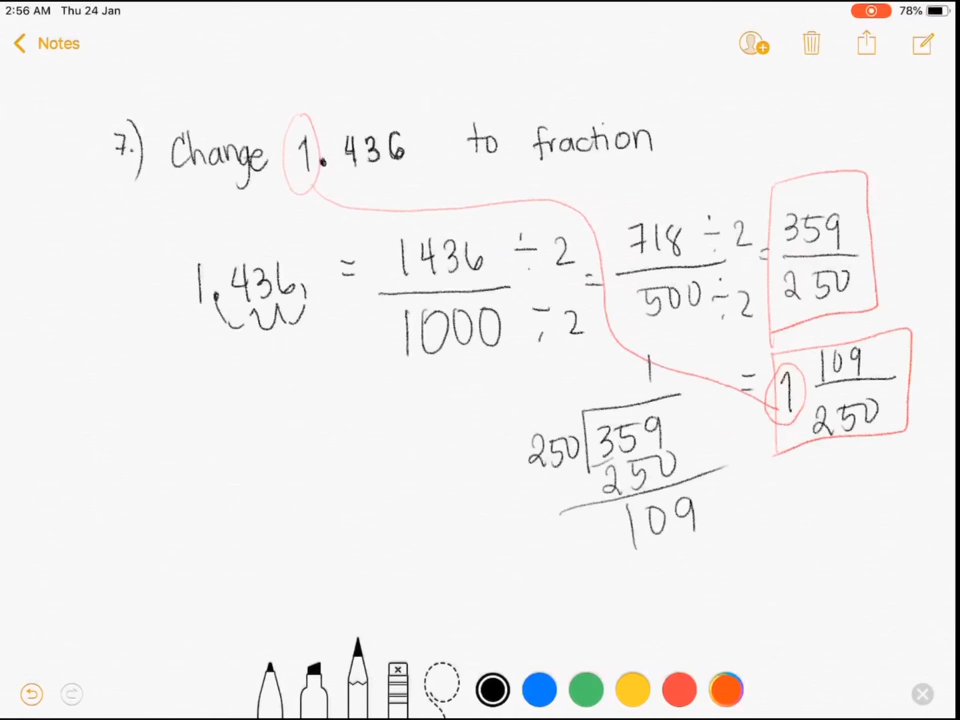 2:56 AM Thu 24 Jan 78%
Notes
7.) Change 1.436 to fraction
1.436, = 1436 ÷ 2 / 1000 ÷ 2 = 718 ÷ 2 / 500 ÷ 2 = 359 / 250
= 1 109 / 250
1
250 359
250
109